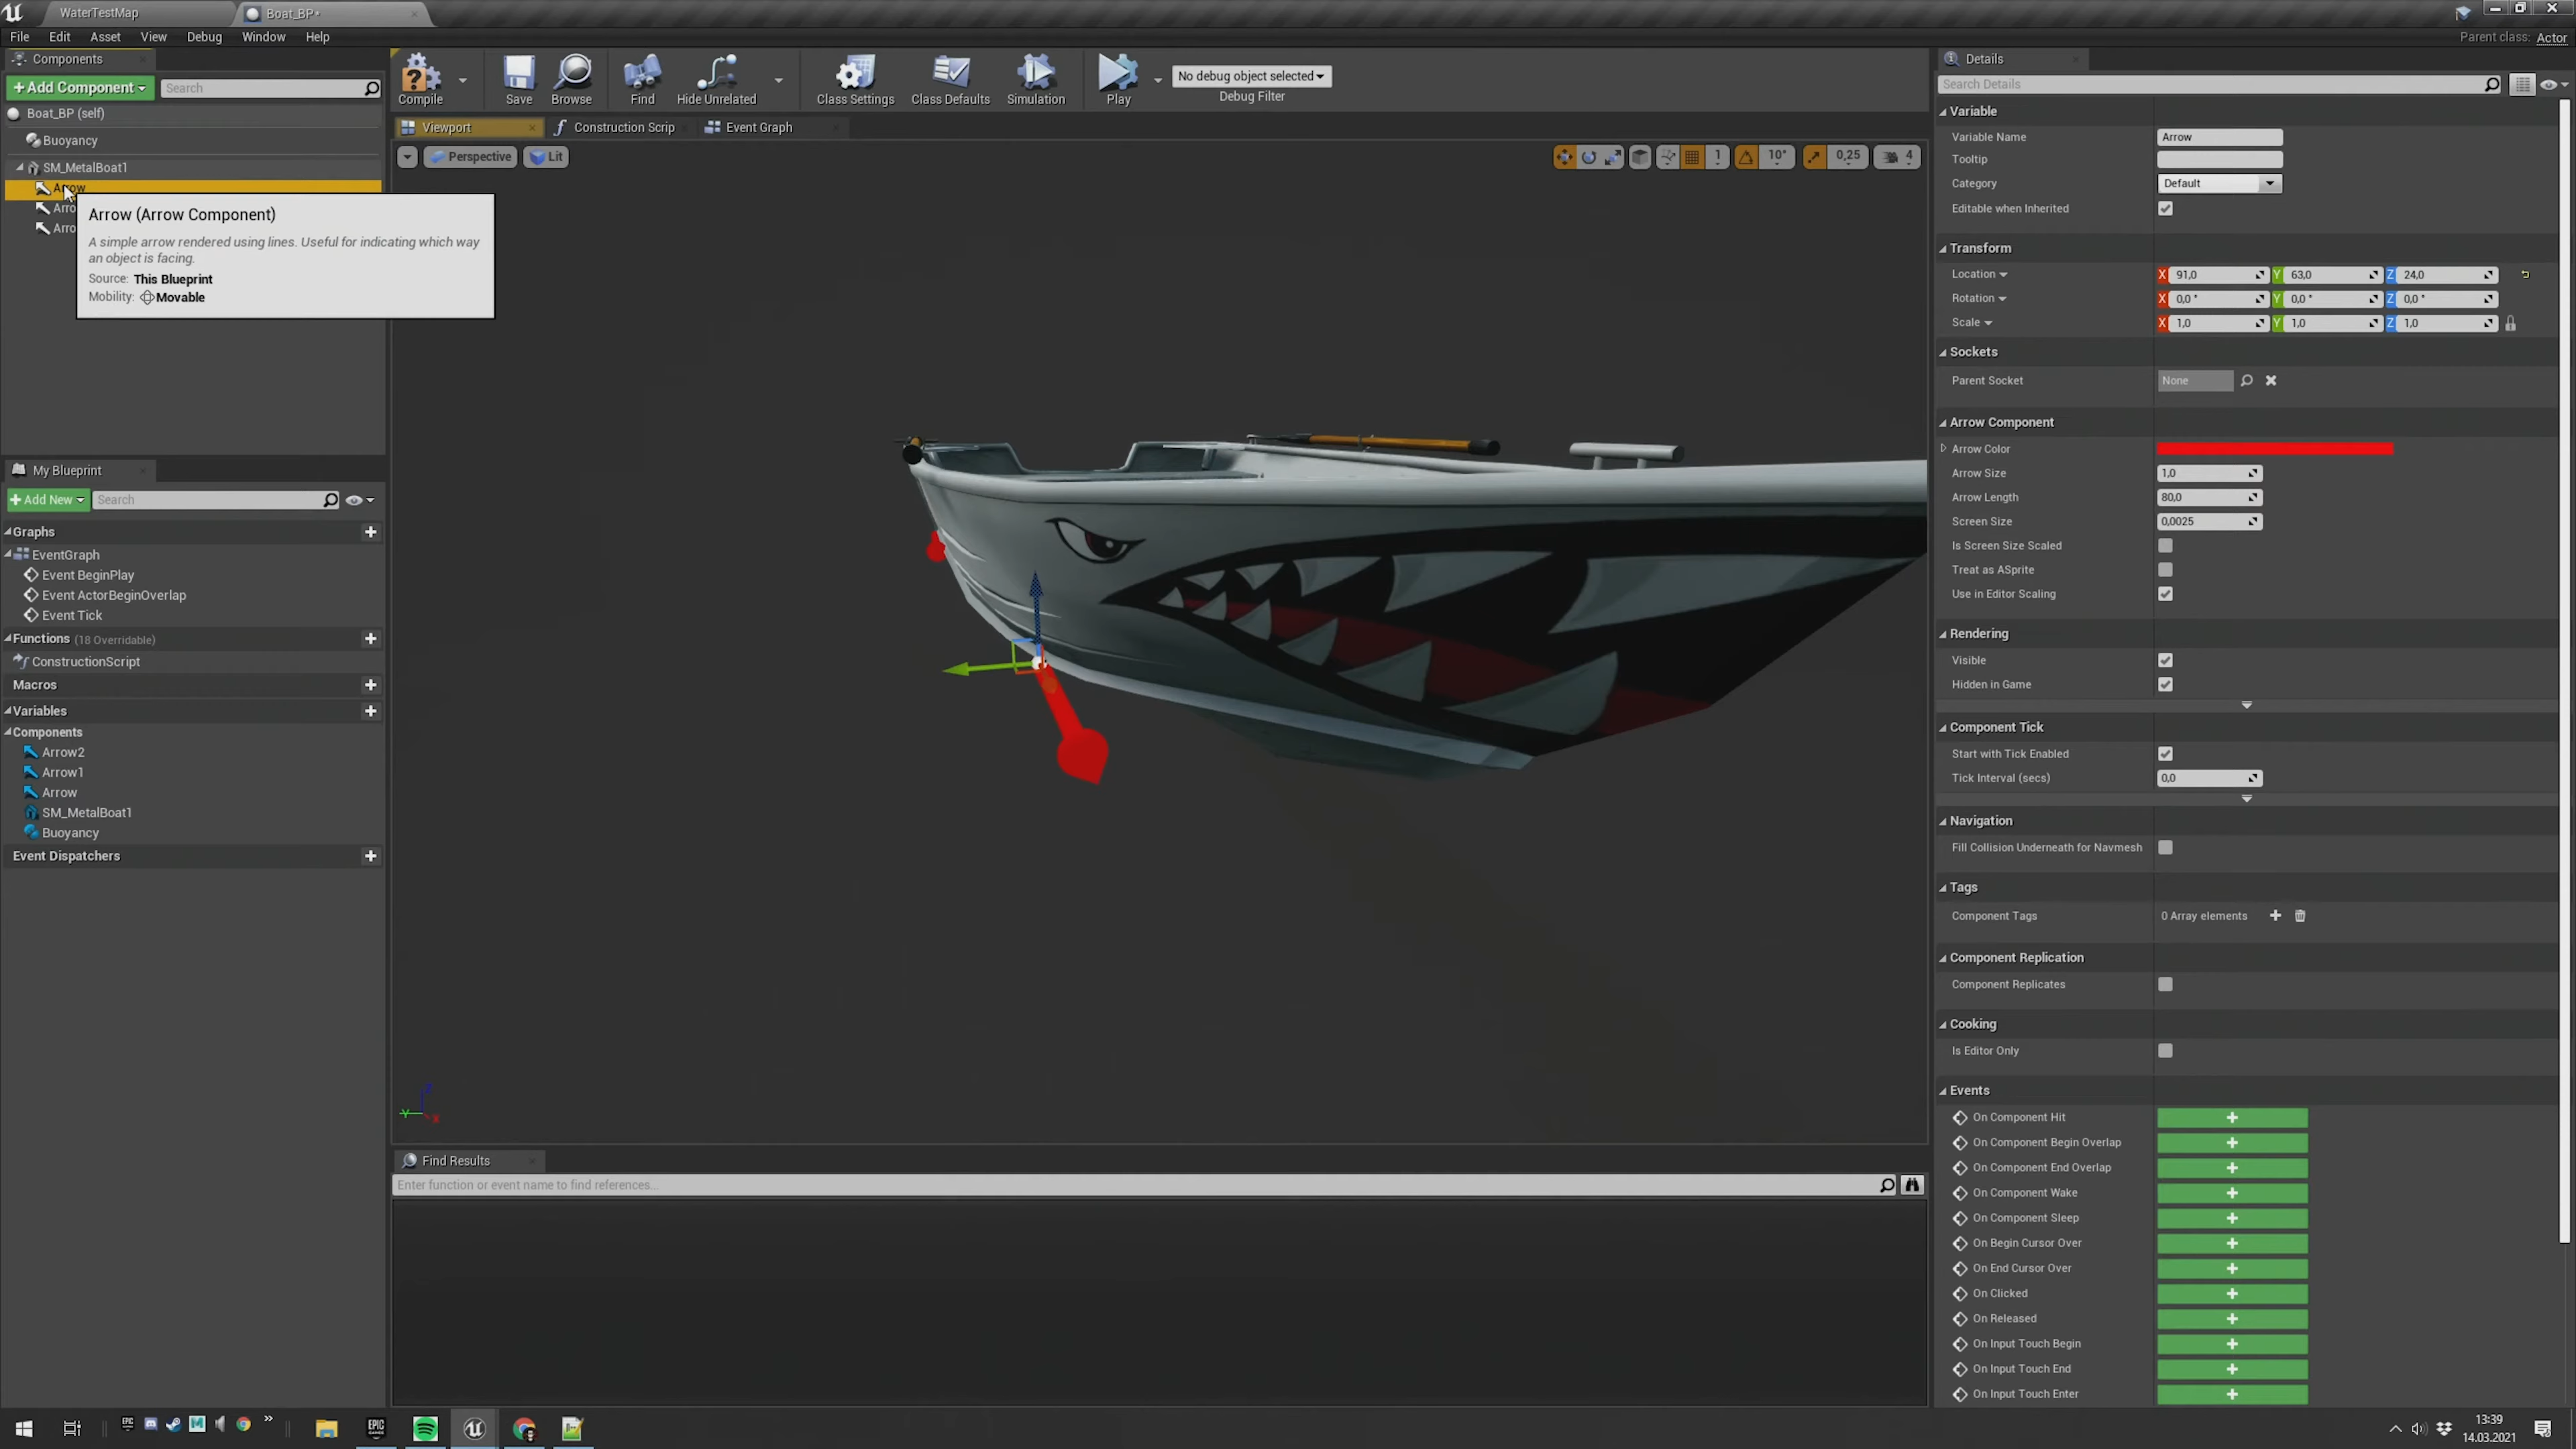 WaterTestMap
Boat_BP•
File Edit Asset View Debug Window Help
Parent class: Actor
Components
+Add Component
Search
Boat_BP (self)
Buoyancy
SM_MetalBoat1
Arrow
Arro
Arro
Arrow (Arrow Component)
A simple arrow rendered using lines. Useful for indicating which way
an object is facing.
Source: This Blueprint
Mobility: Movable
Compile
Save
Browse
Find
Hide Unrelated
Class Settings
Class Defaults
Simulation
Play
No debug object selected
Debug Filter
Viewport
Construction Scrip
Event Graph
Perspective
Lit
1
10°
0,25
4
My Blueprint
+Add New
Search
Graphs
EventGraph
Event BeginPlay
Event ActorBeginOverlap
Event Tick
Functions (18 Overridable)
ConstructionScript
Macros
Variables
Components
Arrow2
Arrow1
Arrow
SM_MetalBoat1
Buoyancy
Event Dispatchers
Find Results
Enter function or event name to find references...
Details
Search Details
Variable
Variable Name Arrow
Tooltip
Category Default
Editable when Inherited
Transform
Location X 91,0 Y 63,0 Z 24,0
Rotation X 0,0 ° Y 0,0 ° Z 0,0 °
Scale X 1,0 Y 1,0 Z 1,0
Sockets
Parent Socket None
Arrow Component
Arrow Color
Arrow Size 1,0
Arrow Length 80,0
Screen Size 0,0025
Is Screen Size Scaled
Treat as ASprite
Use in Editor Scaling
Rendering
Visible
Hidden in Game
Component Tick
Start with Tick Enabled
Tick Interval (secs) 0,0
Navigation
Fill Collision Underneath for Navmesh
Tags
Component Tags 0 Array elements
Component Replication
Component Replicates
Cooking
Is Editor Only
Events
On Component Hit
On Component Begin Overlap
On Component End Overlap
On Component Wake
On Component Sleep
On Begin Cursor Over
On End Cursor Over
On Clicked
On Released
On Input Touch Begin
On Input Touch End
On Input Touch Enter
13:39
14.03.2021